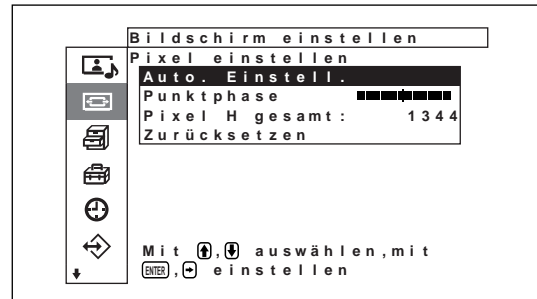 Bildschirm einstellen
Pixel einstellen
Auto. Einstell.
Punktphase
Pixel H gesamt: 1344
Zurücksetzen
Mit ↑,↓ auswählen,mit
ENTER,→ einstellen